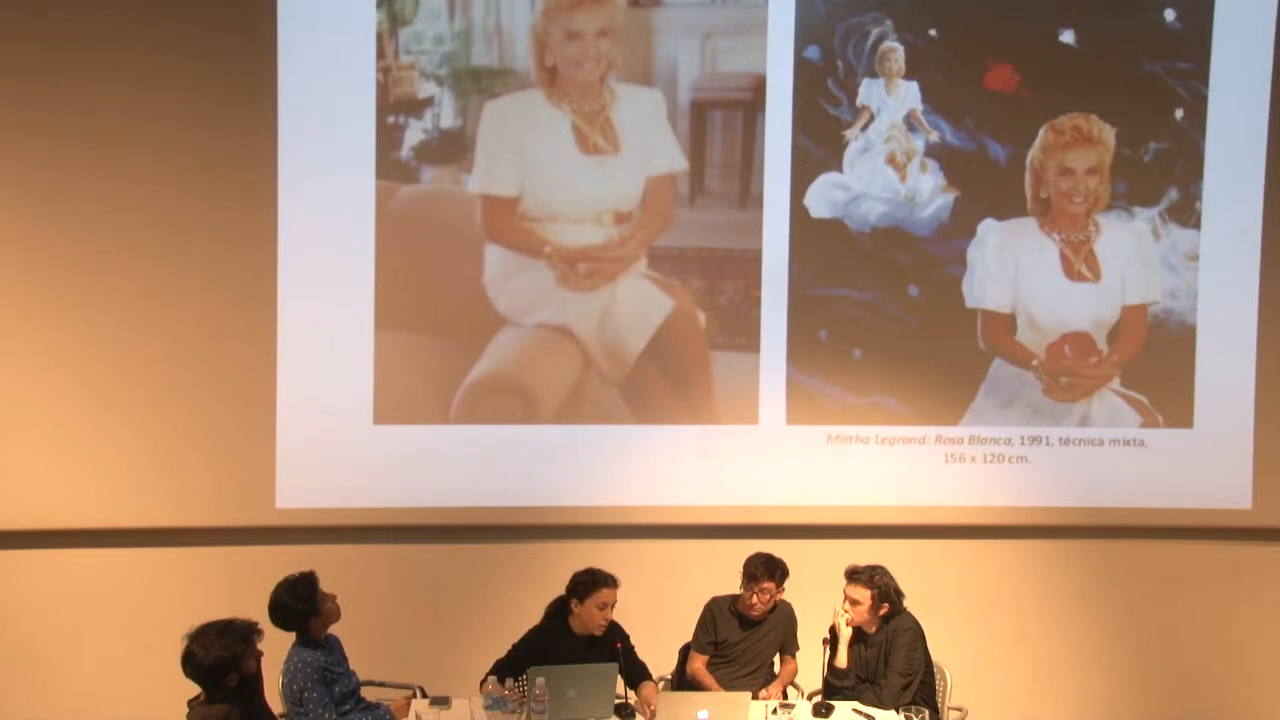 Mirtha Legrand: Rosa Blanca, 1991, técnica mixta,
156 x 120 cm.